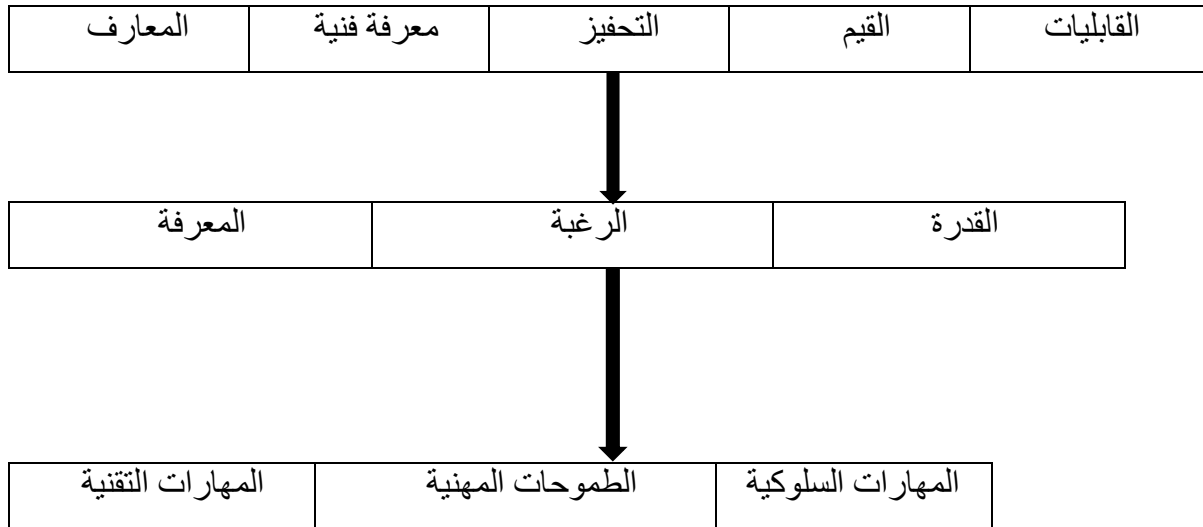 القابليات القيم التحفيز معرفة فنية المعارف
القدرة الرغبة المعرفة
المهارات السلوكية الطموحات المهنية المهارات التقنية